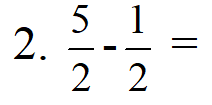 2. 5/2 - 1/2 =